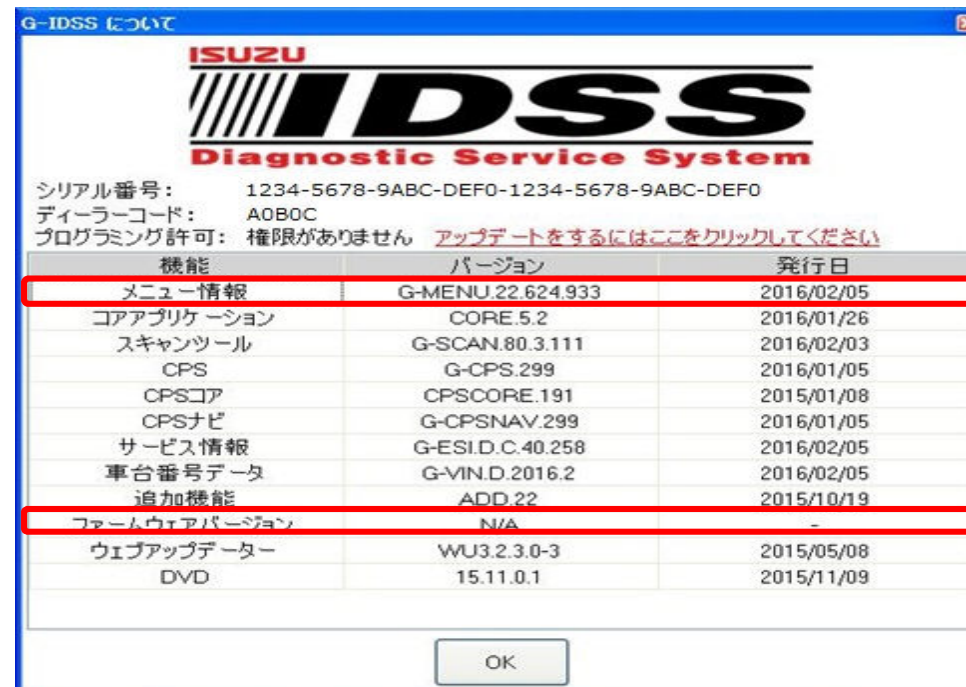 G-IDSS について
ISUZU
IDSS
Diagnostic Service System
シリアル番号： 1234-5678-9ABC-DEF0-1234-5678-9ABC-DEF0
ディーラーコード： A0B0C
プログラミング許可： 権限がありません アップデートをするにはここをクリックしてください
機能 バージョン 発行日
メニュー情報 G-MENU.22.624.933 2016/02/05
コアアプリケーション CORE.5.2 2016/01/26
スキャンツール G-SCAN.80.3.111 2016/02/03
CPS G-CPS.299 2016/01/05
CPSコア CPSCORE.191 2015/01/08
CPSナビ G-CPSNAV.299 2016/01/05
サービス情報 G-ESI.D.C.40.258 2016/02/05
車台番号データ G-VIN.D.2016.2 2016/02/05
追加機能 ADD.22 2015/10/19
ファームウェアバージョン N/A -
ウェブアップデーター WU3.2.3.0-3 2015/05/08
DVD 15.11.0.1 2015/11/09
OK